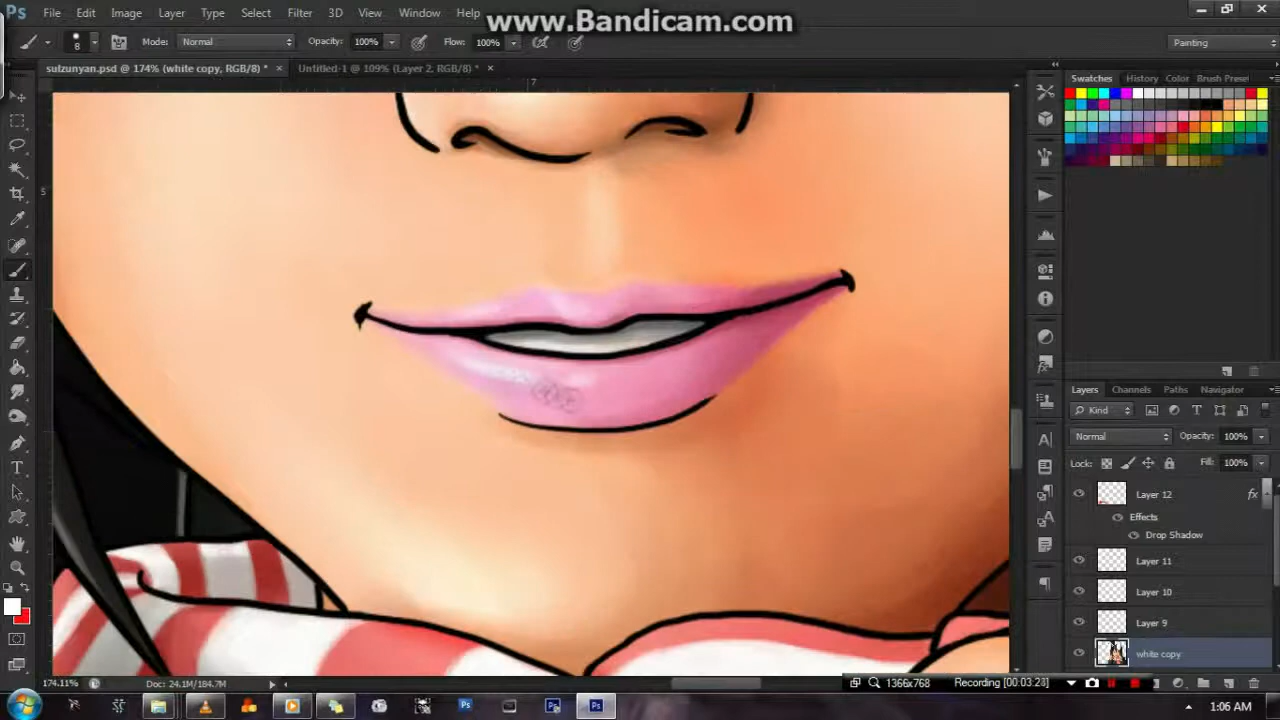 www.Bandicam.com
Ps File Edit Image Layer Type Select Filter 3D View Window Help
8 Mode: Normal Opacity: 100% Flow: 100% Painting
sulzunyan.psd @ 174% (white copy, RGB/8) * × Untitled-1 @ 109% (Layer 2, RGB/8) * ×
Swatches History Color Brush Preset
7
5
Layers Channels Paths Navigator
Kind
Normal Opacity: 100%
Lock: Fill: 100%
Layer 12 fx
Effects
Drop Shadow
Layer 11
Layer 10
Layer 9
white copy
174.11% Doc: 24.1M/184.7M 1366x768 Recording [00:03:28]
1:06 AM